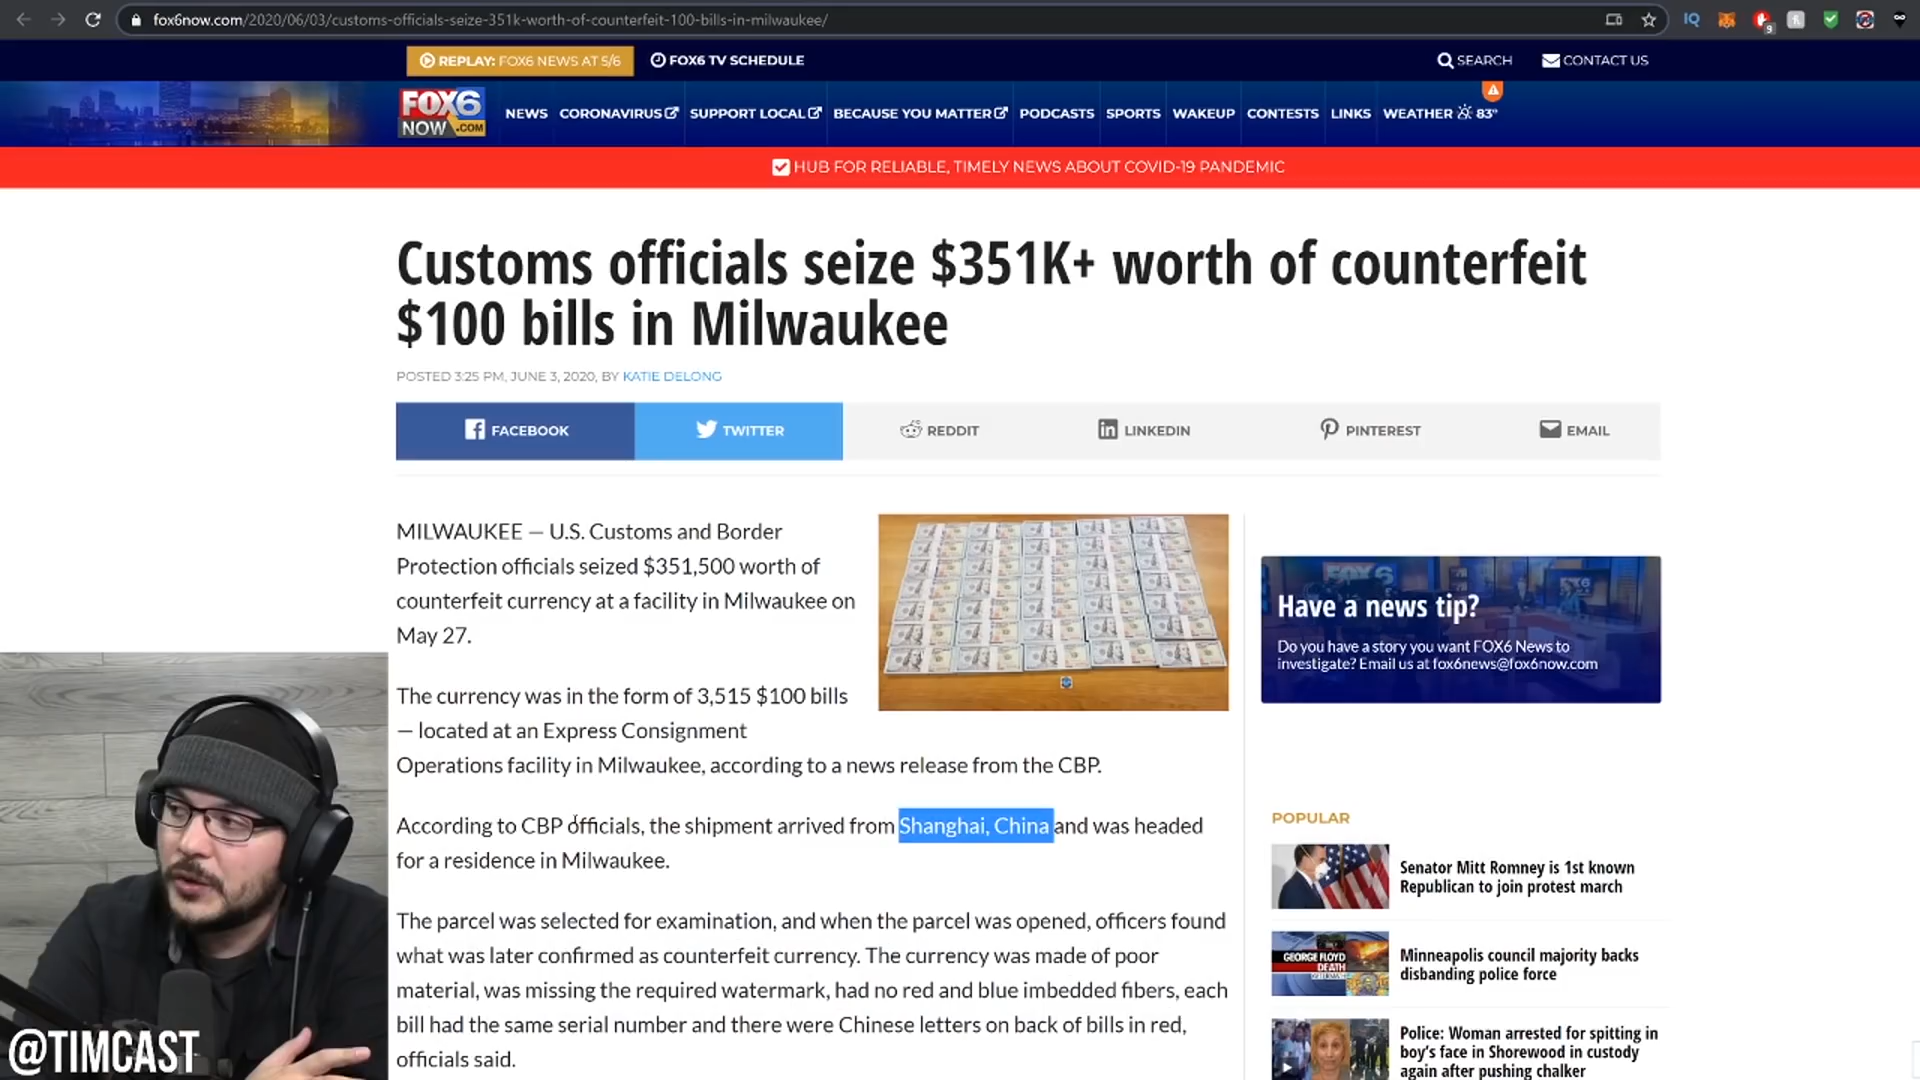 fox6now.com/2020/06/03/customs-officials-seize-351k-worth-of-counterfeit-100-bills-in-milwaukee/
IQ
9
REPLAY: FOX6 NEWS AT 5/6
FOX6 TV SCHEDULE
SEARCH
CONTACT US
FOX6
NOW.COM
NEWS
CORONAVIRUS
SUPPORT LOCAL
BECAUSE YOU MATTER
PODCASTS
SPORTS
WAKEUP
CONTESTS
LINKS
WEATHER
83°
HUB FOR RELIABLE, TIMELY NEWS ABOUT COVID-19 PANDEMIC
Customs officials seize $351K+ worth of counterfeit
$100 bills in Milwaukee
POSTED 3:25 PM, JUNE 3, 2020, BY KATIE DELONG
FACEBOOK
TWITTER
REDDIT
LINKEDIN
PINTEREST
EMAIL
MILWAUKEE — U.S. Customs and Border
Protection officials seized $351,500 worth of
counterfeit currency at a facility in Milwaukee on
May 27.
The currency was in the form of 3,515 $100 bills
— located at an Express Consignment
Operations facility in Milwaukee, according to a news release from the CBP.
According to CBP officials, the shipment arrived from Shanghai, China and was headed
for a residence in Milwaukee.
The parcel was selected for examination, and when the parcel was opened, officers found
what was later confirmed as counterfeit currency. The currency was made of poor
material, was missing the required watermark, had no red and blue imbedded fibers, each
bill had the same serial number and there were Chinese letters on back of bills in red,
officials said.
Have a news tip?
Do you have a story you want FOX6 News to
investigate? Email us at fox6news@fox6now.com
POPULAR
Senator Mitt Romney is 1st known
Republican to join protest march
GEORGE FLOYD
DEATH
Minneapolis council majority backs
disbanding police force
Police: Woman arrested for spitting in
boy's face in Shorewood in custody
again after pushing chalker
@TIMCAST